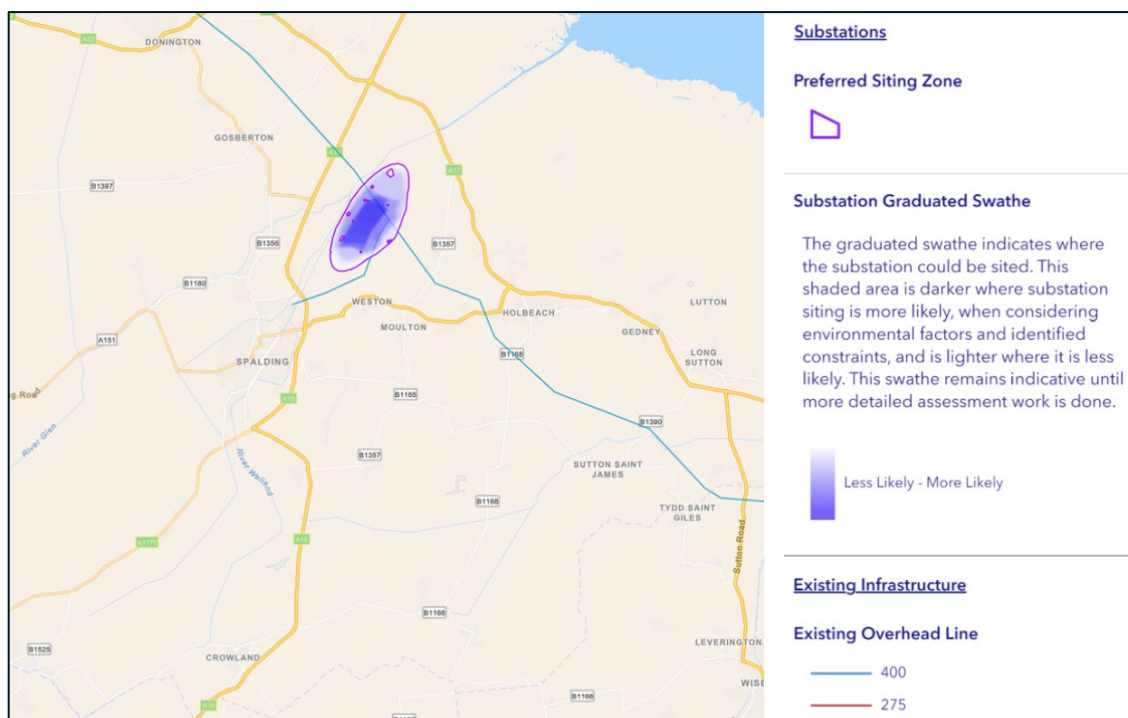 A52
DONINGTON
GOSBERTON
A17
B1397
B1356
B1357
B1180
WESTON
MOULTON
HOLBEACH
LUTTON
GEDNEY
LONG
SUTTON
A151
SPALDING
B1165
B1165
A16
B1390
River Glen
River Welland
B1357
SUTTON SAINT
JAMES
B1168
TYDD SAINT
GILES
A1175
A16
Sutton Road
B1166
LEVERINGTON
B1525
CROWLAND
B1166
Substations
Preferred Siting Zone
Substation Graduated Swathe
The graduated swathe indicates where
the substation could be sited. This
shaded area is darker where substation
siting is more likely, when considering
environmental factors and identified
constraints, and is lighter where it is less
likely. This swathe remains indicative until
more detailed assessment work is done.
Less Likely - More Likely
Existing Infrastructure
Existing Overhead Line
400
275